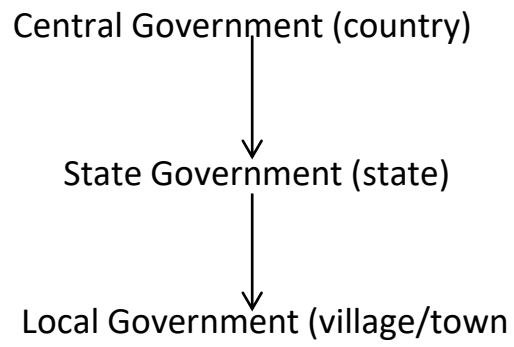 Central Government (country)
State Government (state)
Local Government (village/town